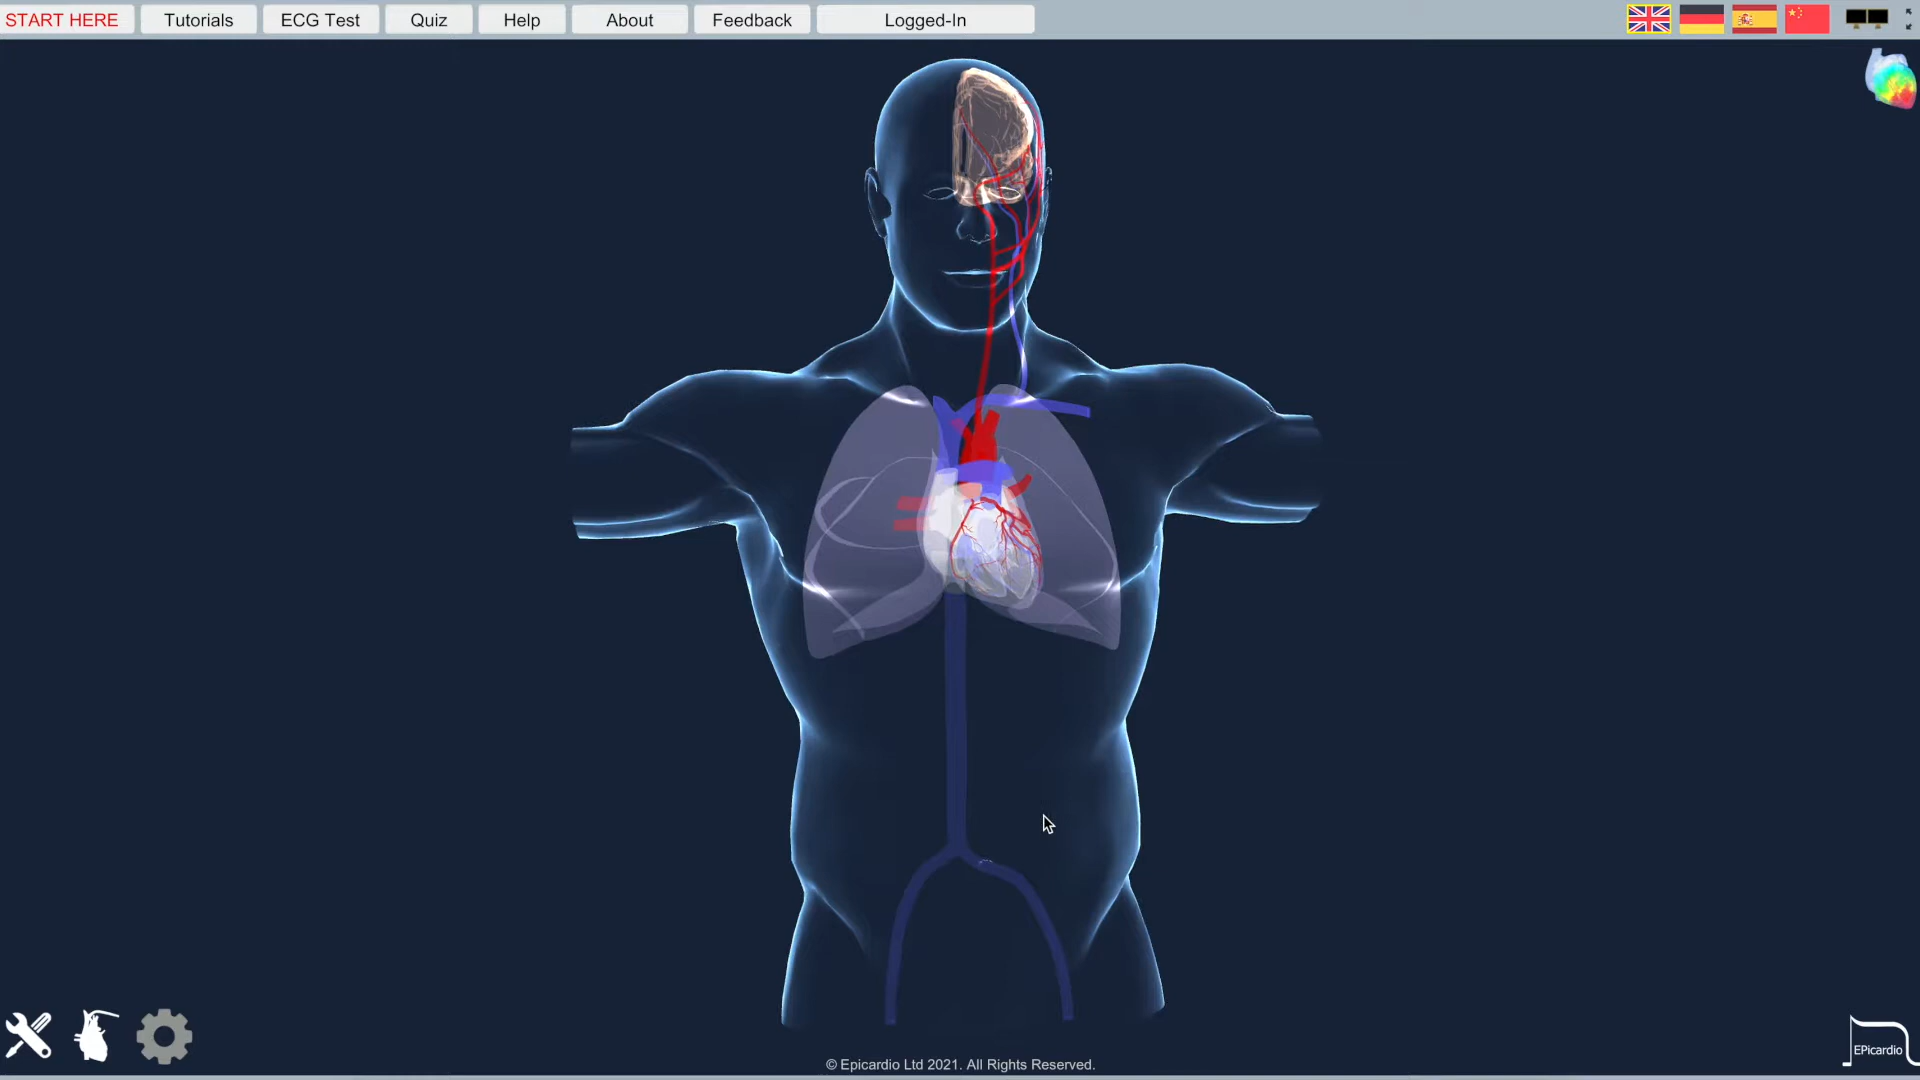 START HERE
Tutorials
ECG Test
Quiz
Help
About
Feedback
Logged-In
© Epicardio Ltd 2021. All Rights Reserved.
EPicardio